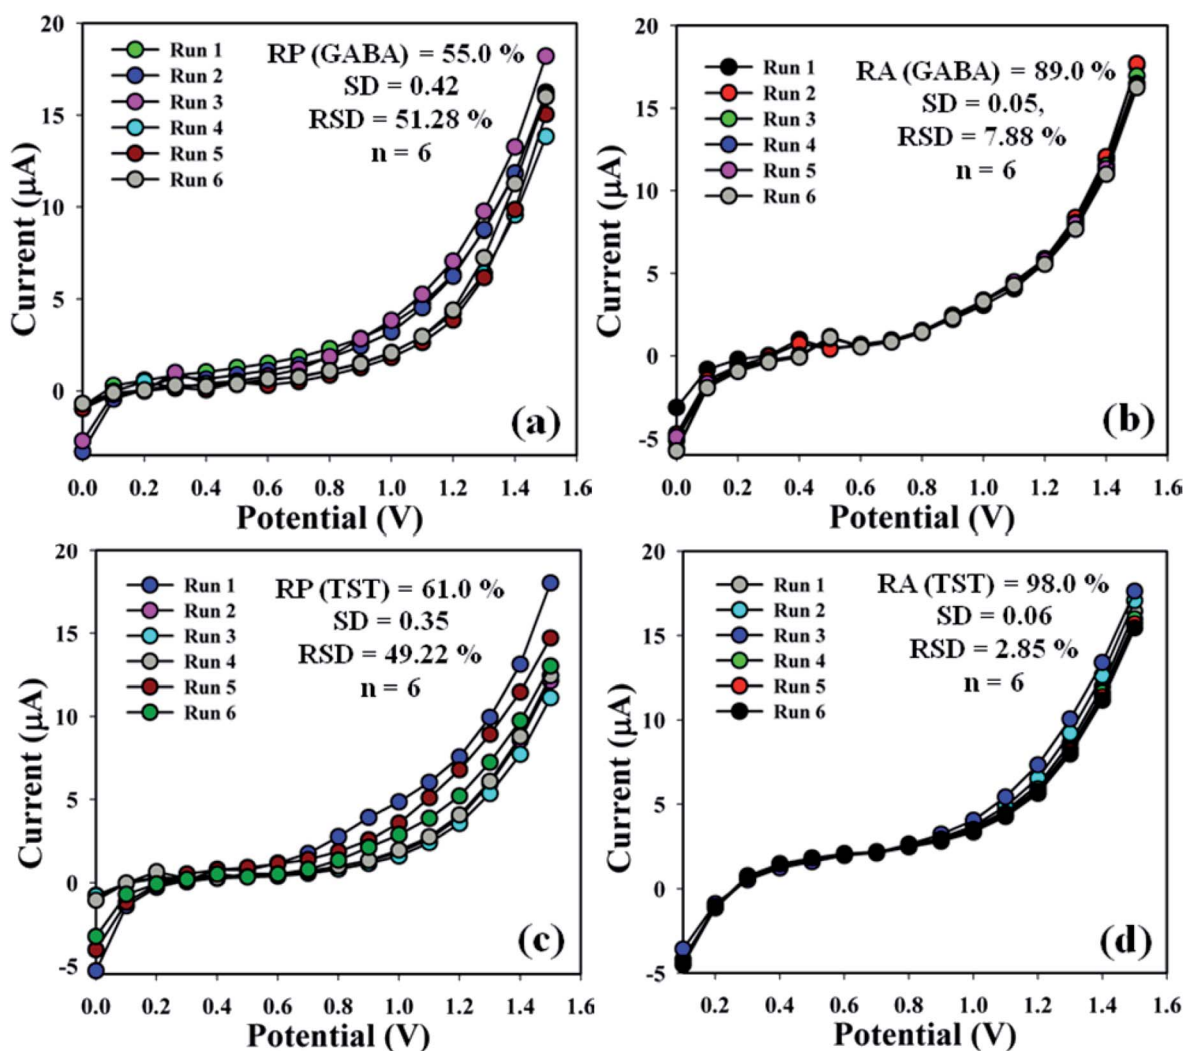 20
15
10
5
0
Current (µA)
Run 1
Run 2
Run 3
Run 4
Run 5
Run 6
RP (GABA) = 55.0 %
SD = 0.42
RSD = 51.28 %
n = 6
(a)
0.0 0.2 0.4 0.6 0.8 1.0 1.2 1.4 1.6
Potential (V)
20
15
10
5
0
-5
Current (µA)
Run 1
Run 2
Run 3
Run 4
Run 5
Run 6
RA (GABA) = 89.0 %
SD = 0.05,
RSD = 7.88 %
n = 6
(b)
0.0 0.2 0.4 0.6 0.8 1.0 1.2 1.4 1.6
Potential (V)
20
15
10
5
0
-5
Current (µA)
Run 1
Run 2
Run 3
Run 4
Run 5
Run 6
RP (TST) = 61.0 %
SD = 0.35
RSD = 49.22 %
n = 6
(c)
0.0 0.2 0.4 0.6 0.8 1.0 1.2 1.4 1.6
Potential (V)
20
15
10
5
0
-5
Current (µA)
Run 1
Run 2
Run 3
Run 4
Run 5
Run 6
RA (TST) = 98.0 %
SD = 0.06
RSD = 2.85 %
n = 6
(d)
0.2 0.4 0.6 0.8 1.0 1.2 1.4 1.6
Potential (V)